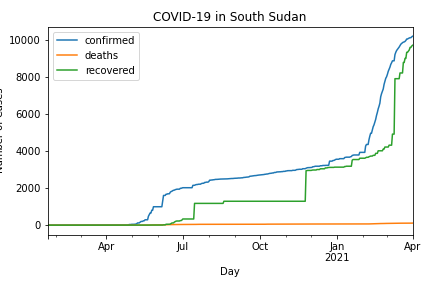 COVID-19 in South Sudan
confirmed
deaths
recovered
10000
8000
6000
4000
2000
0
Apr
Jul
Oct
Jan
2021
Apr
Day